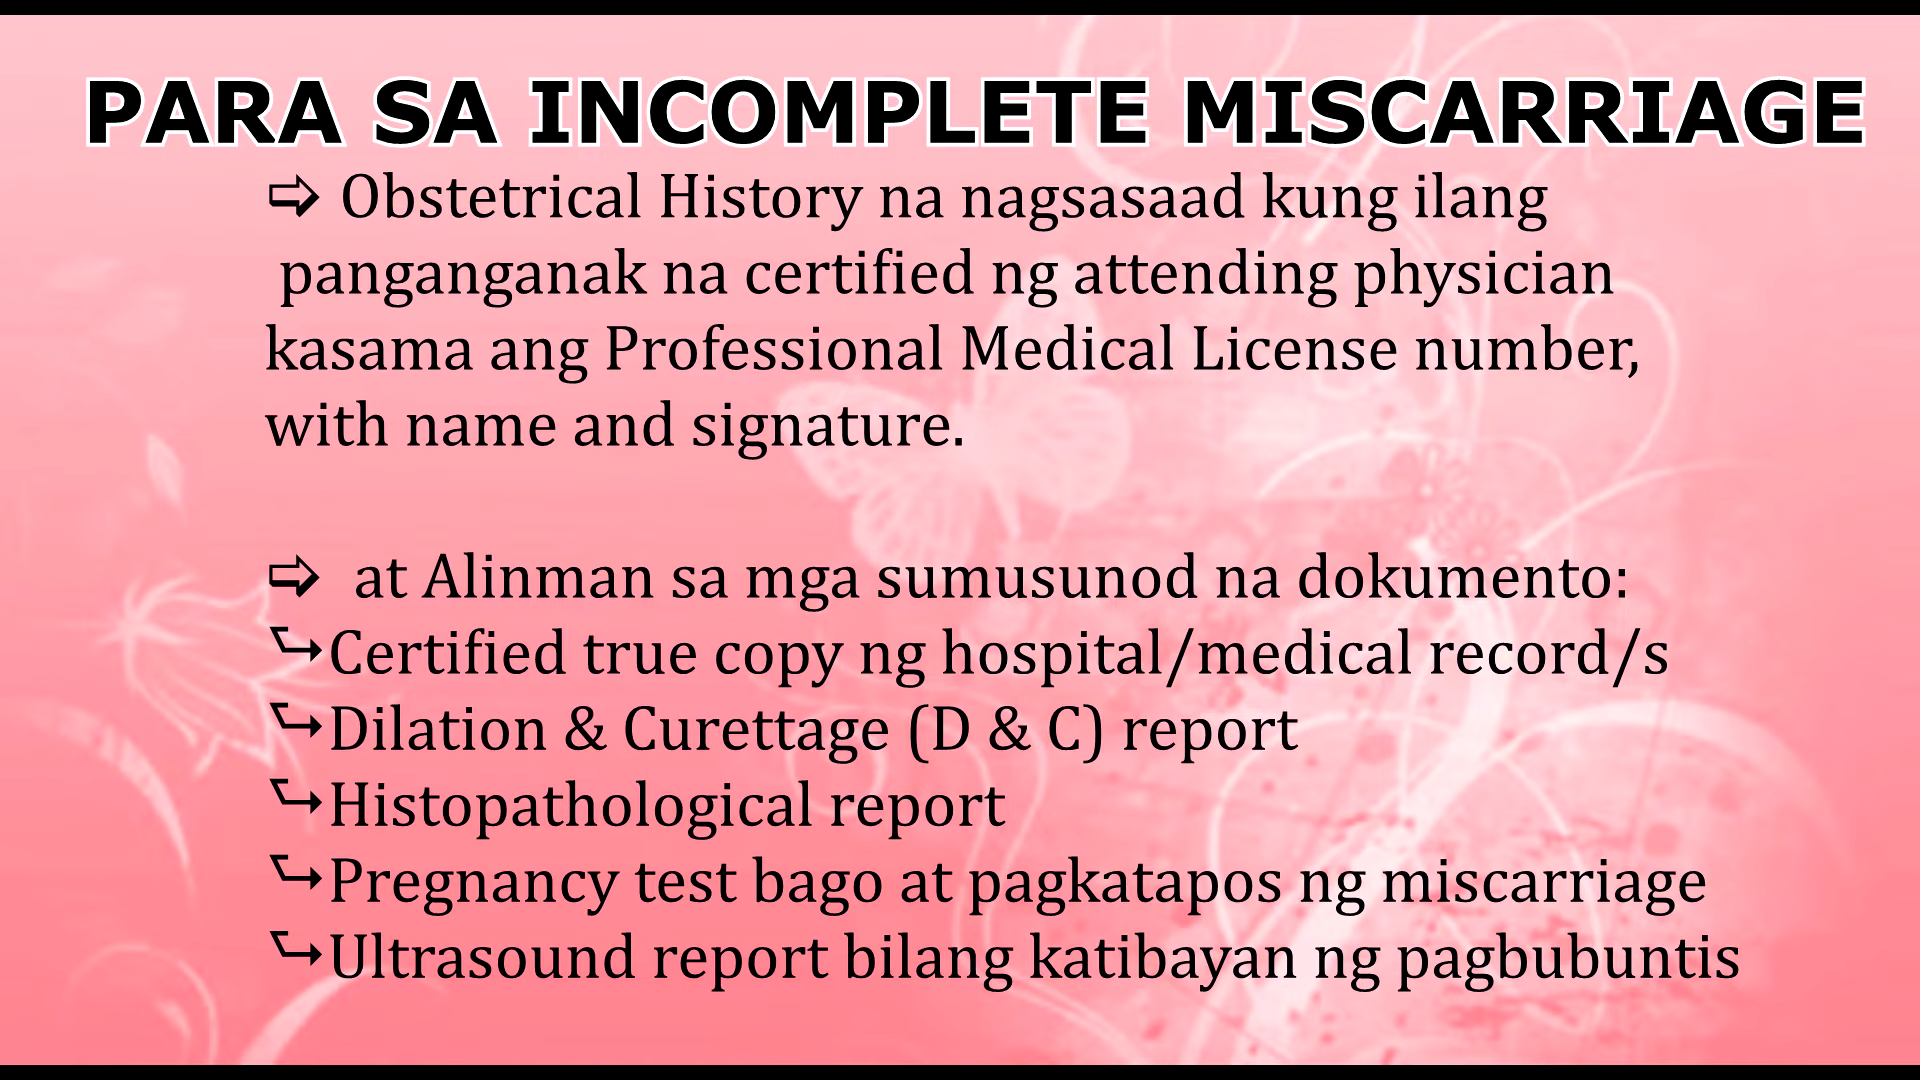 PARA SA INCOMPLETE MISCARRIAGE
⇨ Obstetrical History na nagsasaad kung ilang
panganganak na certified ng attending physician
kasama ang Professional Medical License number,
with name and signature.
⇨ at Alinman sa mga sumusunod na dokumento:
⮡Certified true copy ng hospital/medical record/s
⮡Dilation & Curettage (D & C) report
⮡Histopathological report
⮡Pregnancy test bago at pagkatapos ng miscarriage
⮡Ultrasound report bilang katibayan ng pagbubuntis